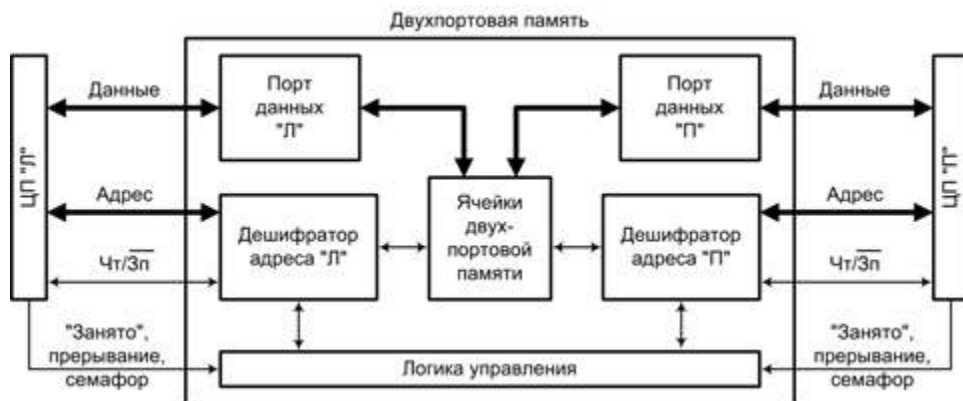 Двухпортовая память
ЦП "Л"
Данные
Порт
данных
"Л"
Порт
данных
"П"
Данные
ЦП "П"
Адрес
Дешифратор
адреса "Л"
Ячейки
двух-
портовой
памяти
Дешифратор
адреса "П"
Адрес
Чт/Зп
Чт/Зп
"Занято",
прерывание,
семафор
Логика управления
"Занято",
прерывание,
семафор